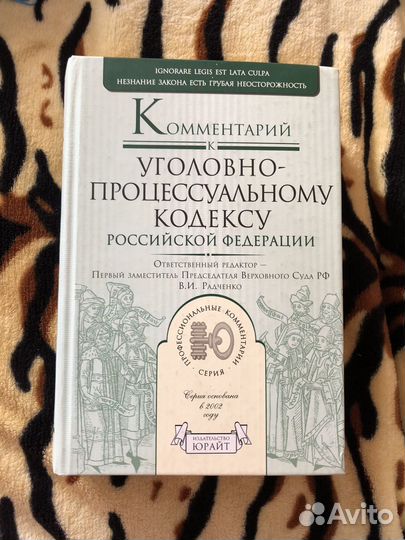 IGNORARE LEGIS EST LATA CULPA
НЕЗНАНИЕ ЗАКОНА ЕСТЬ ГРУБАЯ НЕОСТОРОЖНОСТЬ
КОММЕНТАРИЙ
К
УГОЛОВНО-
ПРОЦЕССУАЛЬНОМУ
КОДЕКСУ
РОССИЙСКОЙ ФЕДЕРАЦИИ
ОТВЕТСТВЕННЫЙ РЕДАКТОР –
ПЕРВЫЙ ЗАМЕСТИТЕЛЬ ПРЕДСЕДАТЕЛЯ ВЕРХОВНОГО СУДА РФ
В.И. РАДЧЕНКО
ПРОФЕССИОНАЛЬНЫЕ КОММЕНТАРИИ
СЕРИЯ
Серия основана
в 2002
году
ИЗДАТЕЛЬСТВО
ЮРАЙТ
Avito